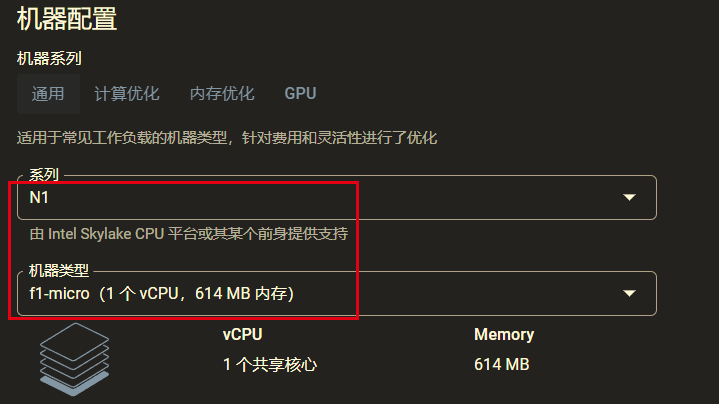 机器配置
机器系列
通用 计算优化 内存优化 GPU
适用于常见工作负载的机器类型，针对费用和灵活性进行了优化
系列
N1
由 Intel Skylake CPU 平台或其某个前身提供支持
机器类型
f1-micro（1 个 vCPU，614 MB 内存）
vCPU Memory
1 个共享核心 614 MB